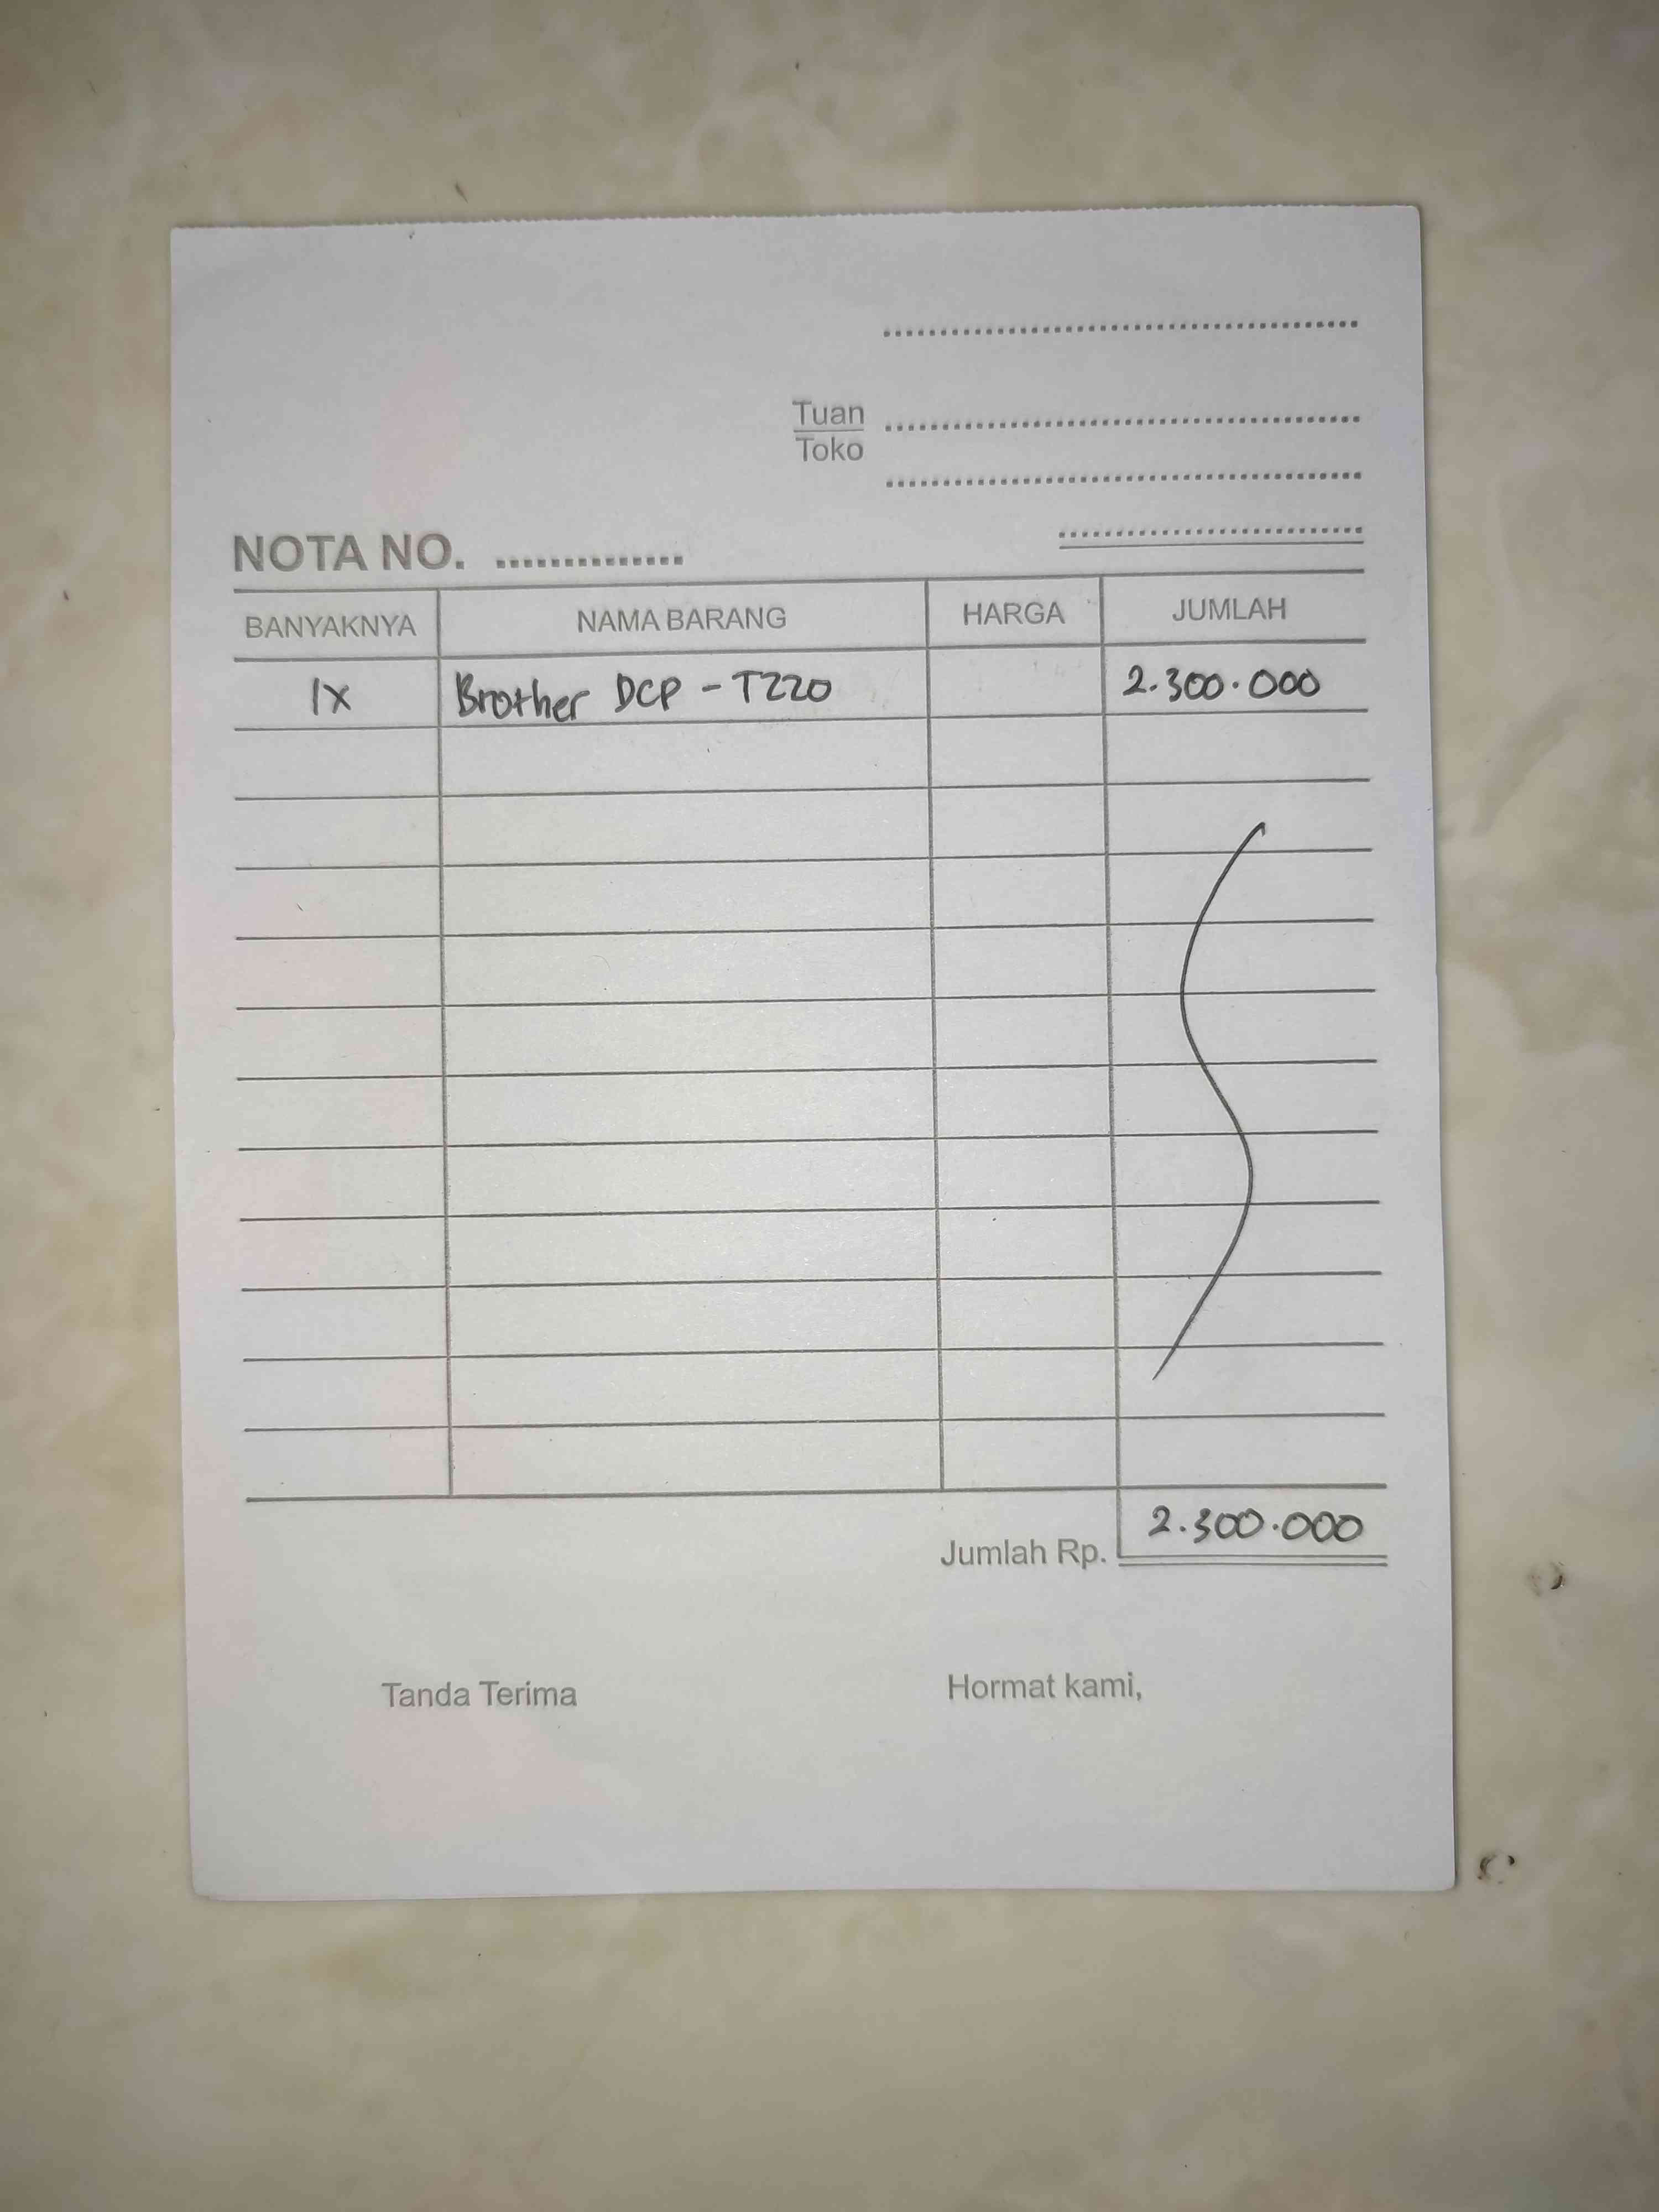 Tuan
Toko
NOTA NO. ..............
BANYAKNYA NAMA BARANG HARGA JUMLAH
1X Brother DCP - T220 2.300.000
Jumlah Rp. 2.300.000
Tanda Terima Hormat kami,